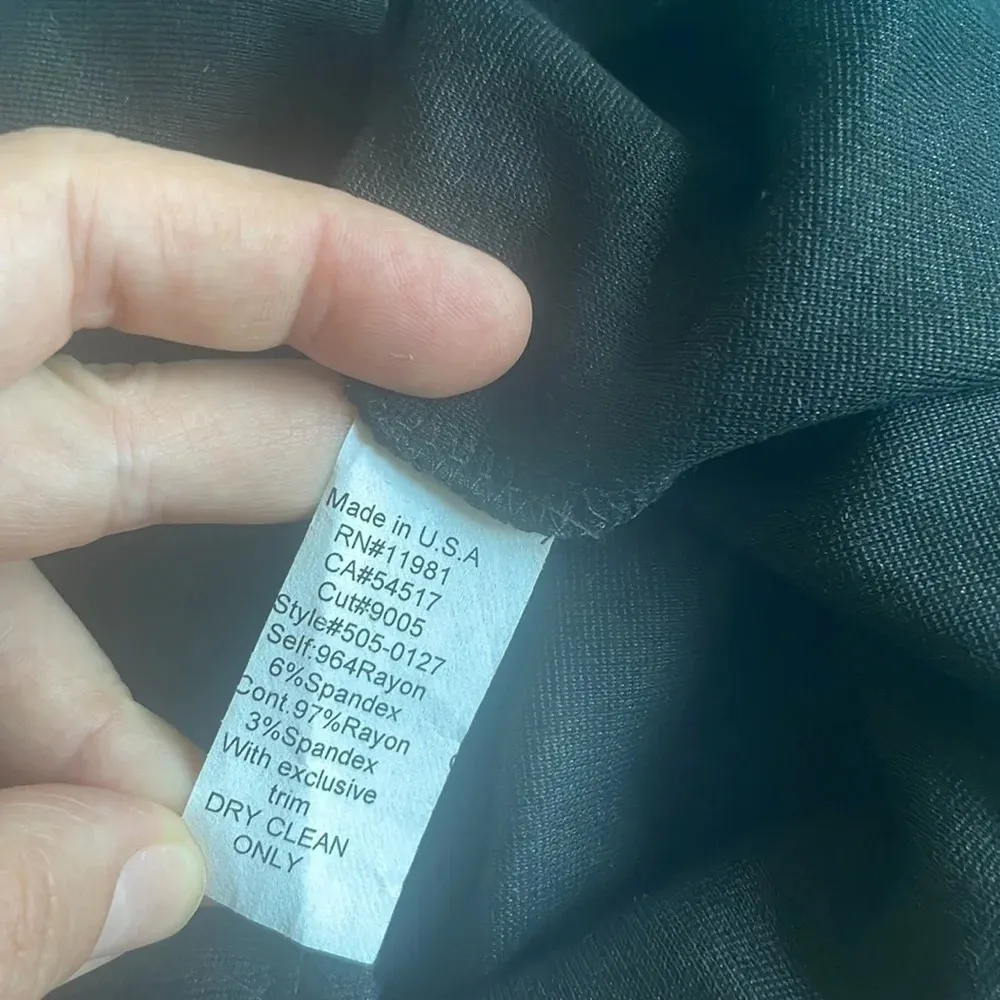 Made in U.S.A
RN#11981
CA#54517
Cut#9005
Style#505-0127
Self:964Rayon
6%Spandex
Cont.97%Rayon
3%Spandex
With exclusive
trim
DRY CLEAN
ONLY